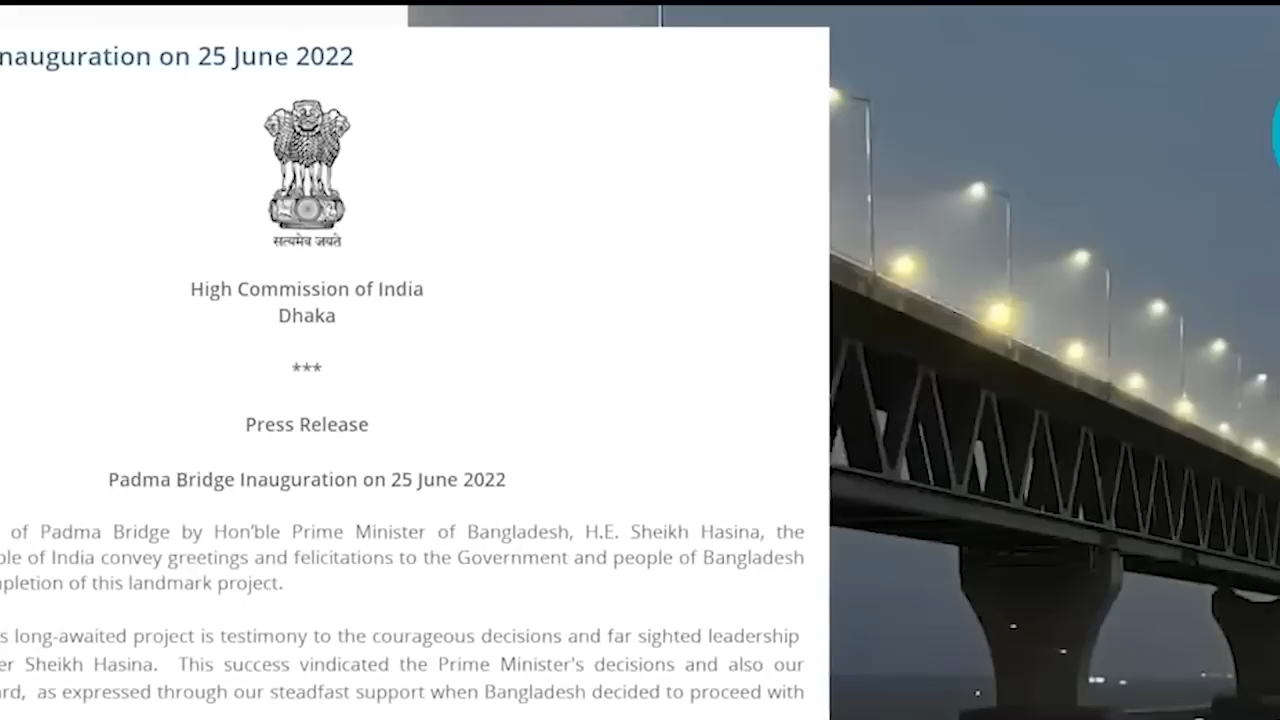 nauguration on 25 June 2022
सत्यमेव जयते
High Commission of India
Dhaka
***
Press Release
Padma Bridge Inauguration on 25 June 2022
of Padma Bridge by Hon'ble Prime Minister of Bangladesh, H.E. Sheikh Hasina, the
ple of India convey greetings and felicitations to the Government and people of Bangladesh
pletion of this landmark project.
s long-awaited project is testimony to the courageous decisions and far sighted leadership
er Sheikh Hasina. This success vindicated the Prime Minister's decisions and also our
rd, as expressed through our steadfast support when Bangladesh decided to proceed with